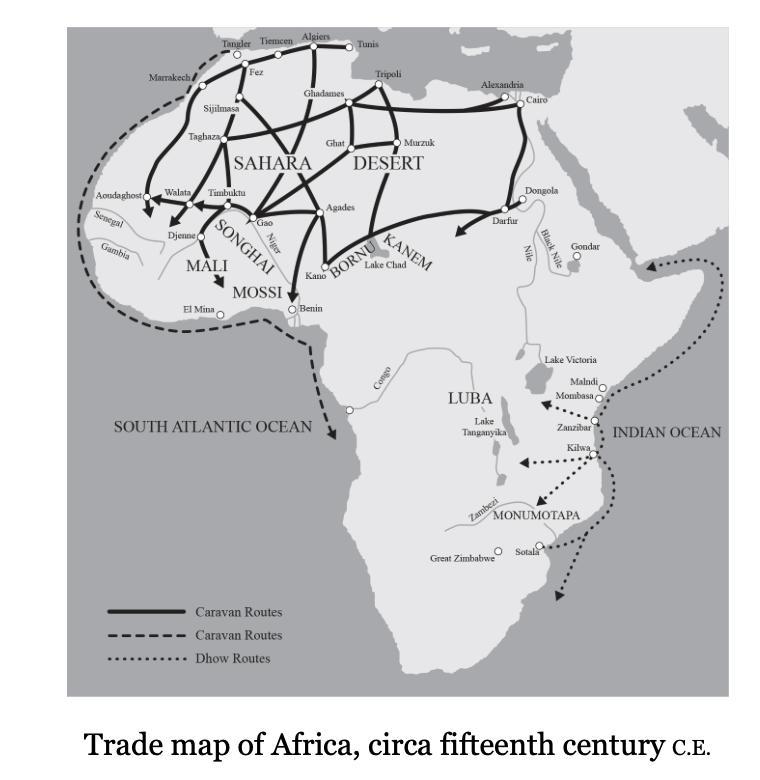 Tangler
Tiemcen
Algiers
Tunis
Fez
Marrakech
Tripoli
Ghadames
Alexandria
Cairo
Sijilmasa
Taghaza
Ghat
Murzuk
SAHARA
DESERT
Aoudaghost
Walata
Timbuktu
Dongola
Agades
Darfur
Senegal
Gao
Djenne
SONGHAI
Niger
KANEM
BORNU
Black Nile
Nile
Gondar
Gambia
MALI
Kano
Lake Chad
MOSSI
El Mina
Benin
Lake Victoria
Congo
Malndi
Mombasa
LUBA
Lake
Tanganyika
Zanzibar
SOUTH ATLANTIC OCEAN
INDIAN OCEAN
Kilwa
Zambezi
MONUMOTAPA
Great Zimbabwe
Sotala
Caravan Routes
Caravan Routes
Dhow Routes
Trade map of Africa, circa fifteenth century C.E.